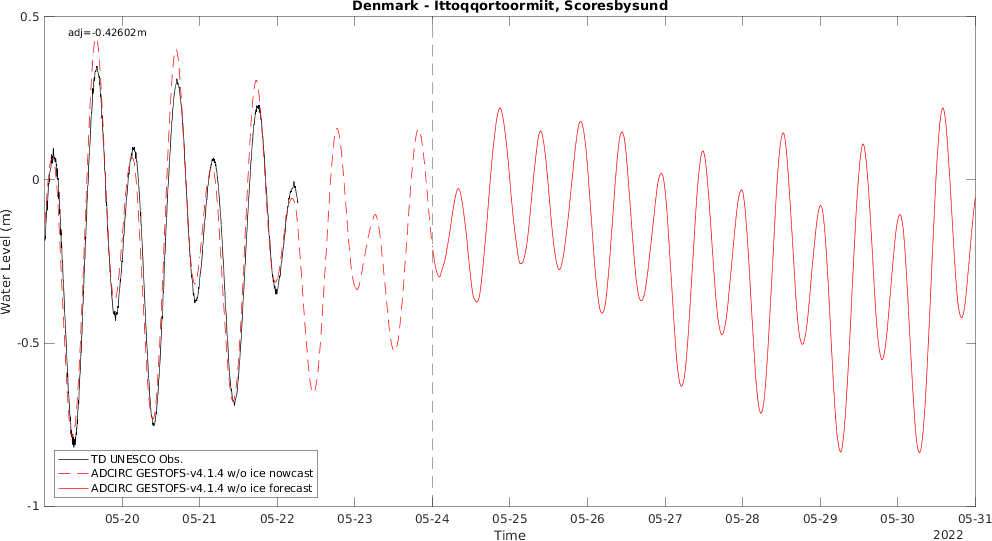 Denmark - Ittoqqortoormiit, Scoresbysund
adj=-0.42602m
0.5
0
-0.5
-1
Water Level (m)
TD UNESCO Obs.
ADCIRC GESTOFS-v4.1.4 w/o ice nowcast
ADCIRC GESTOFS-v4.1.4 w/o ice forecast
05-20 05-21 05-22 05-23 05-24 05-25 05-26 05-27 05-28 05-29 05-30 05-31
Time
2022